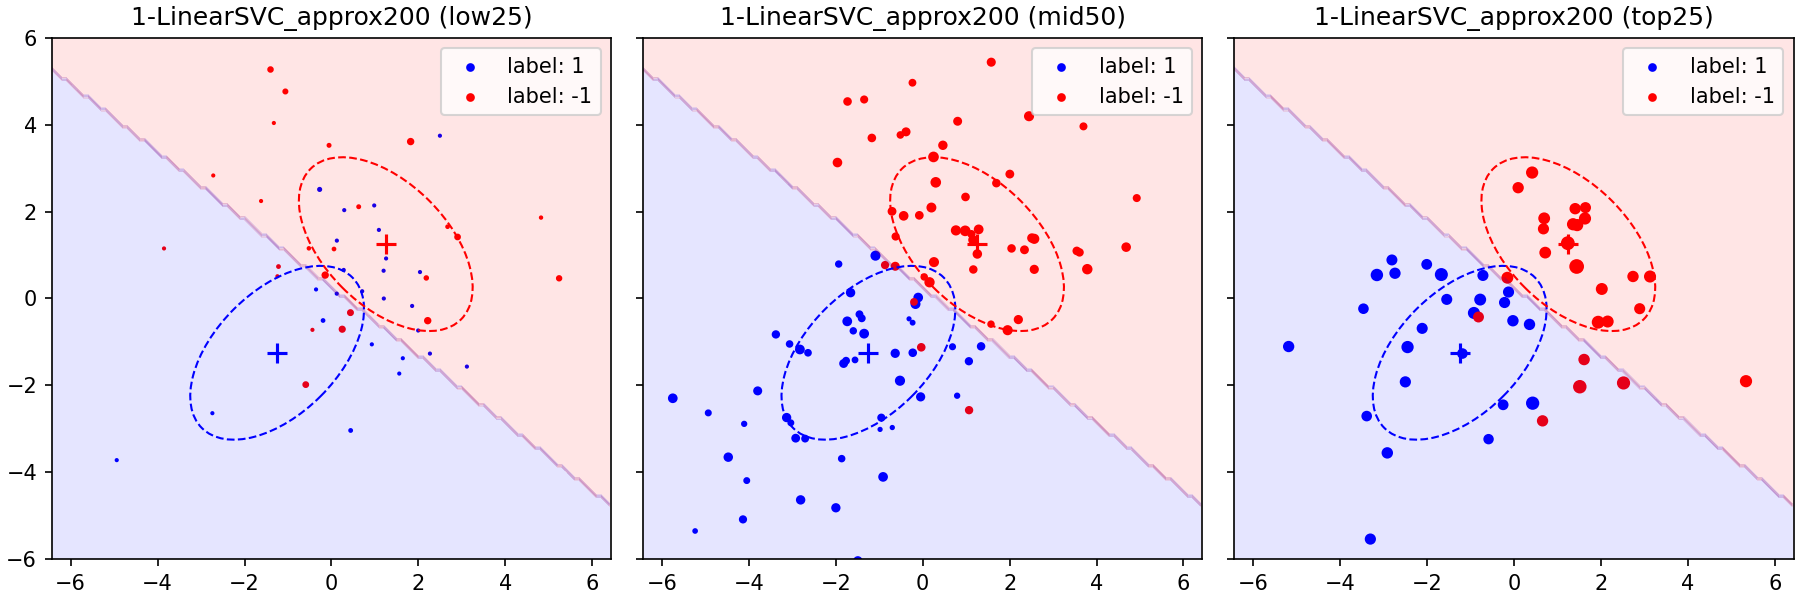 1-LinearSVC_approx200 (low25)
1-LinearSVC_approx200 (mid50)
1-LinearSVC_approx200 (top25)
label: 1
label: -1
label: 1
label: -1
label: 1
label: -1
6
4
2
0
−2
−4
−6
−6 −4 −2 0 2 4 6
−6 −4 −2 0 2 4 6
−6 −4 −2 0 2 4 6